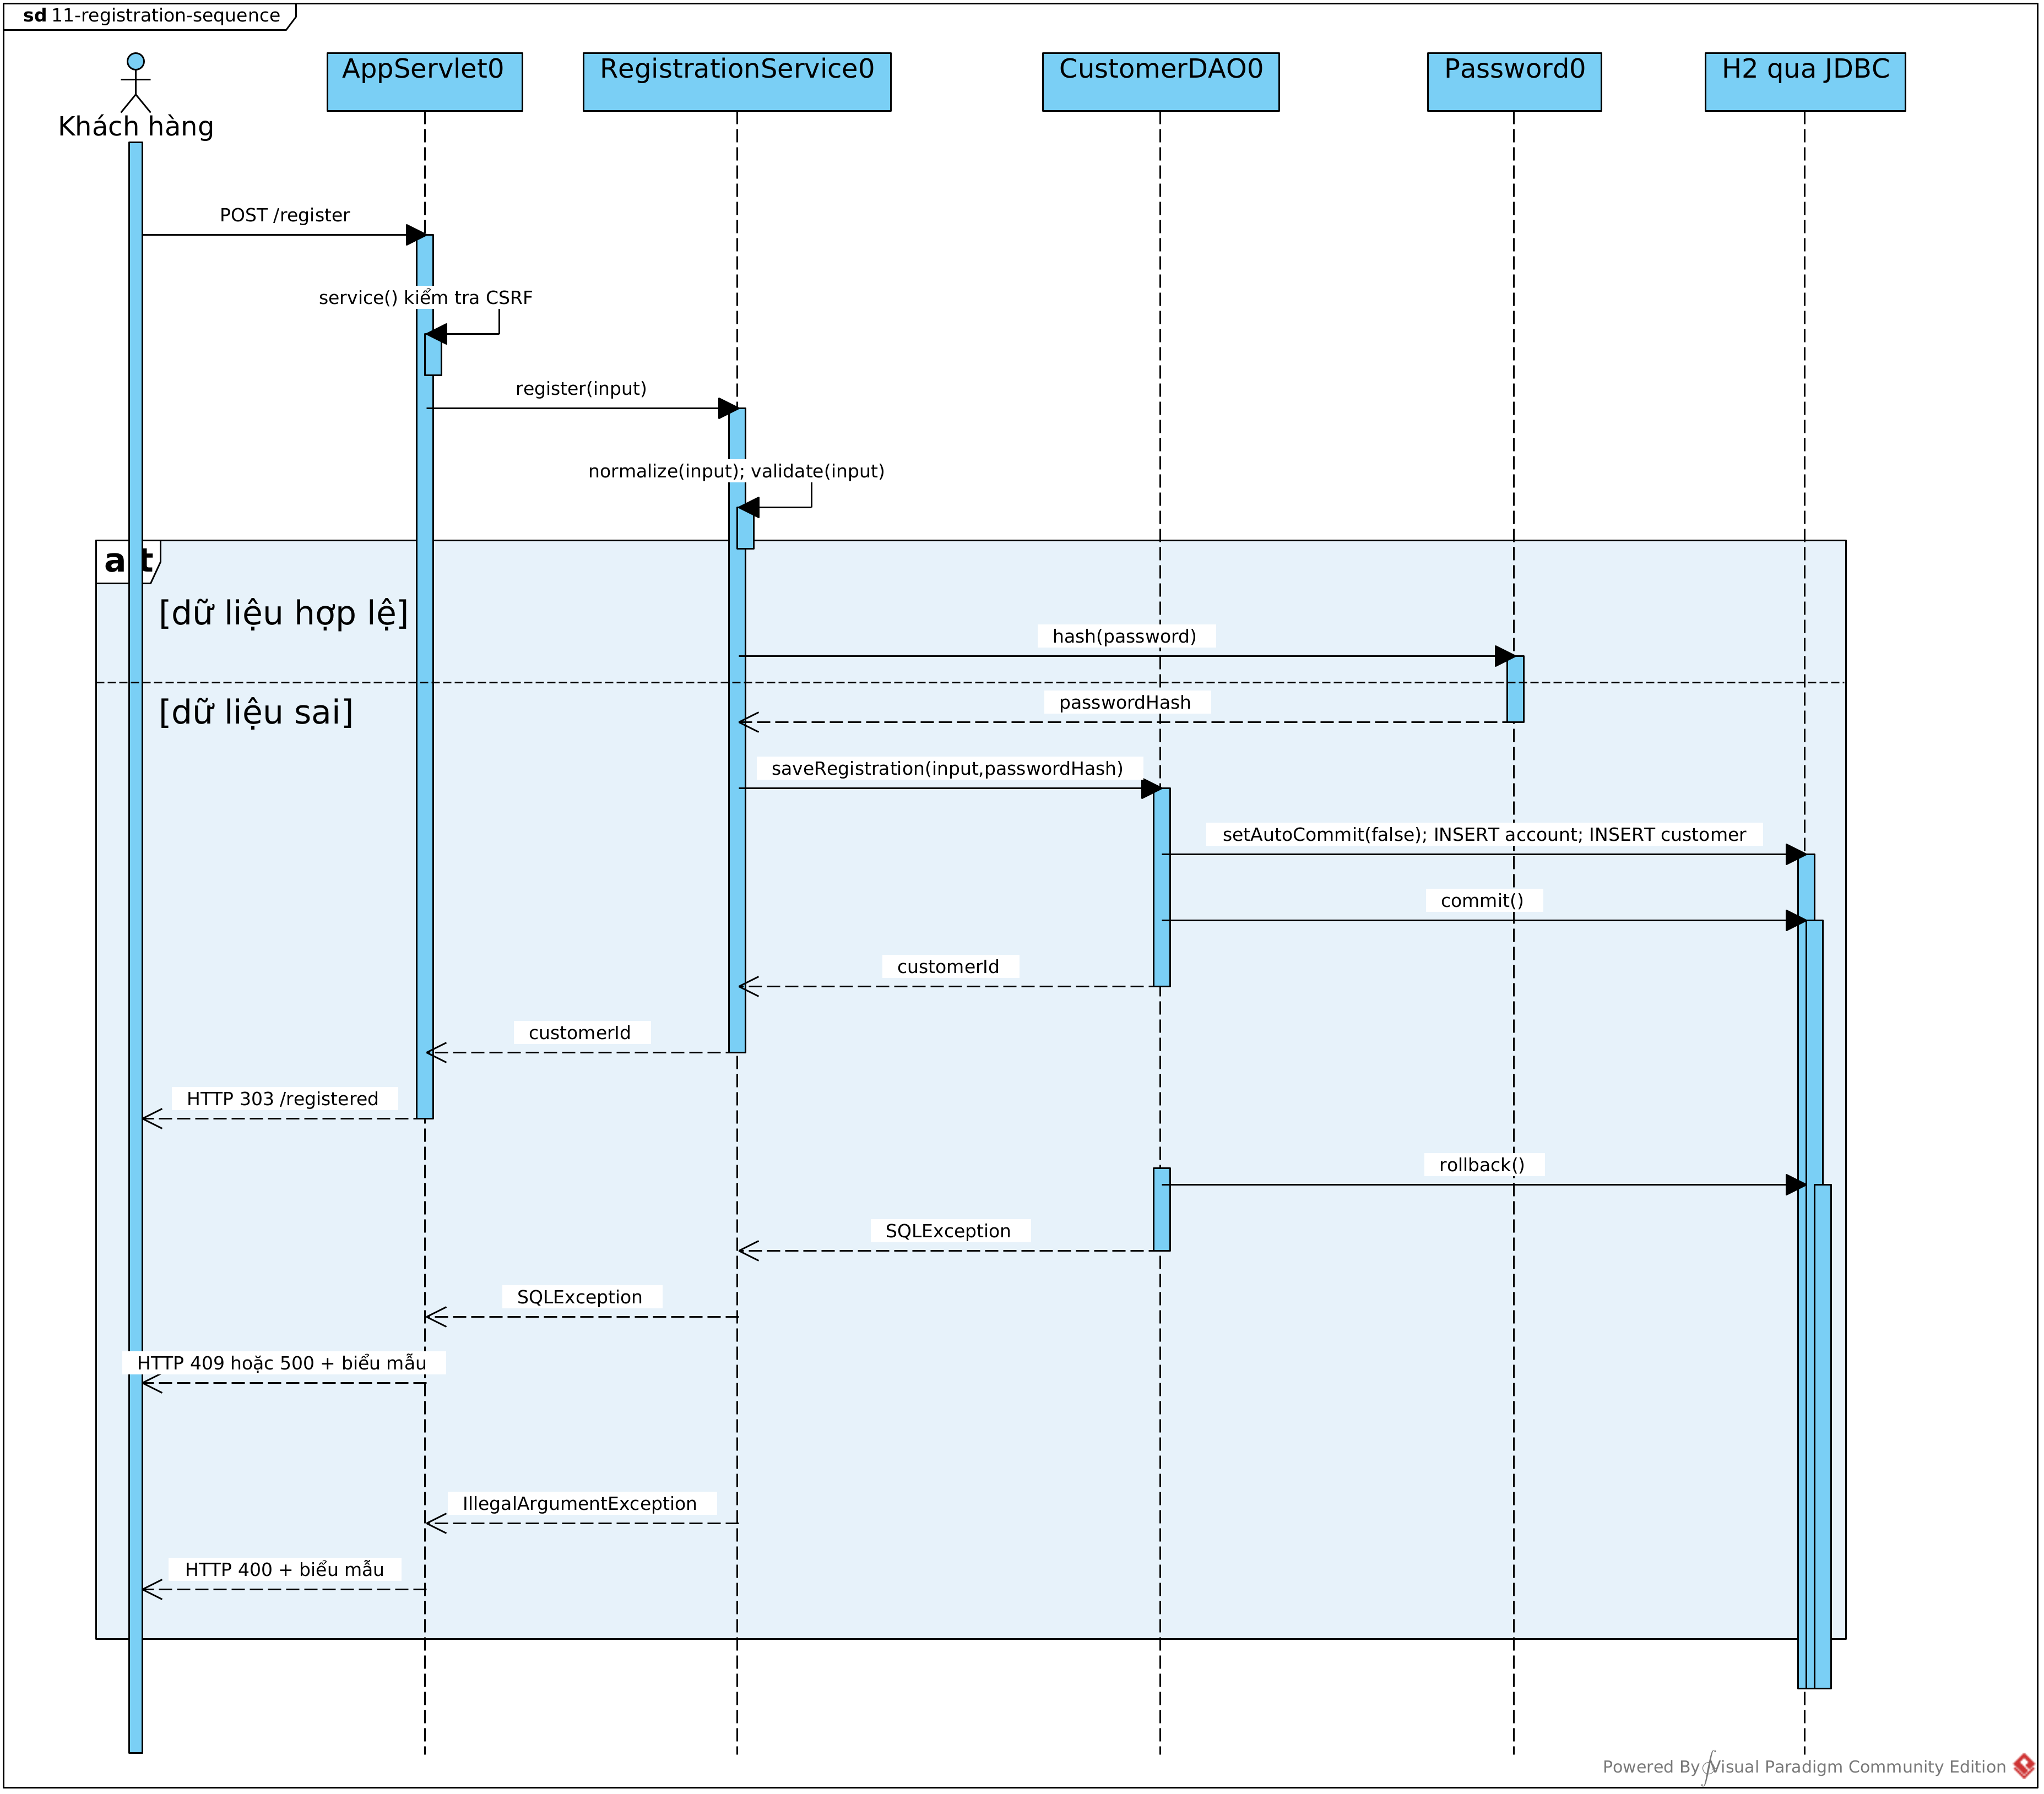 sd 11-registration-sequence
Khách hàng
AppServlet0
RegistrationService0
CustomerDAO0
Password0
H2 qua JDBC
POST /register
service() kiểm tra CSRF
register(input)
normalize(input); validate(input)
alt
[dữ liệu hợp lệ]
hash(password)
[dữ liệu sai]
passwordHash
saveRegistration(input,passwordHash)
setAutoCommit(false); INSERT account; INSERT customer
commit()
customerId
customerId
HTTP 303 /registered
rollback()
SQLException
SQLException
HTTP 409 hoặc 500 + biểu mẫu
IllegalArgumentException
HTTP 400 + biểu mẫu
Powered By Visual Paradigm Community Edition